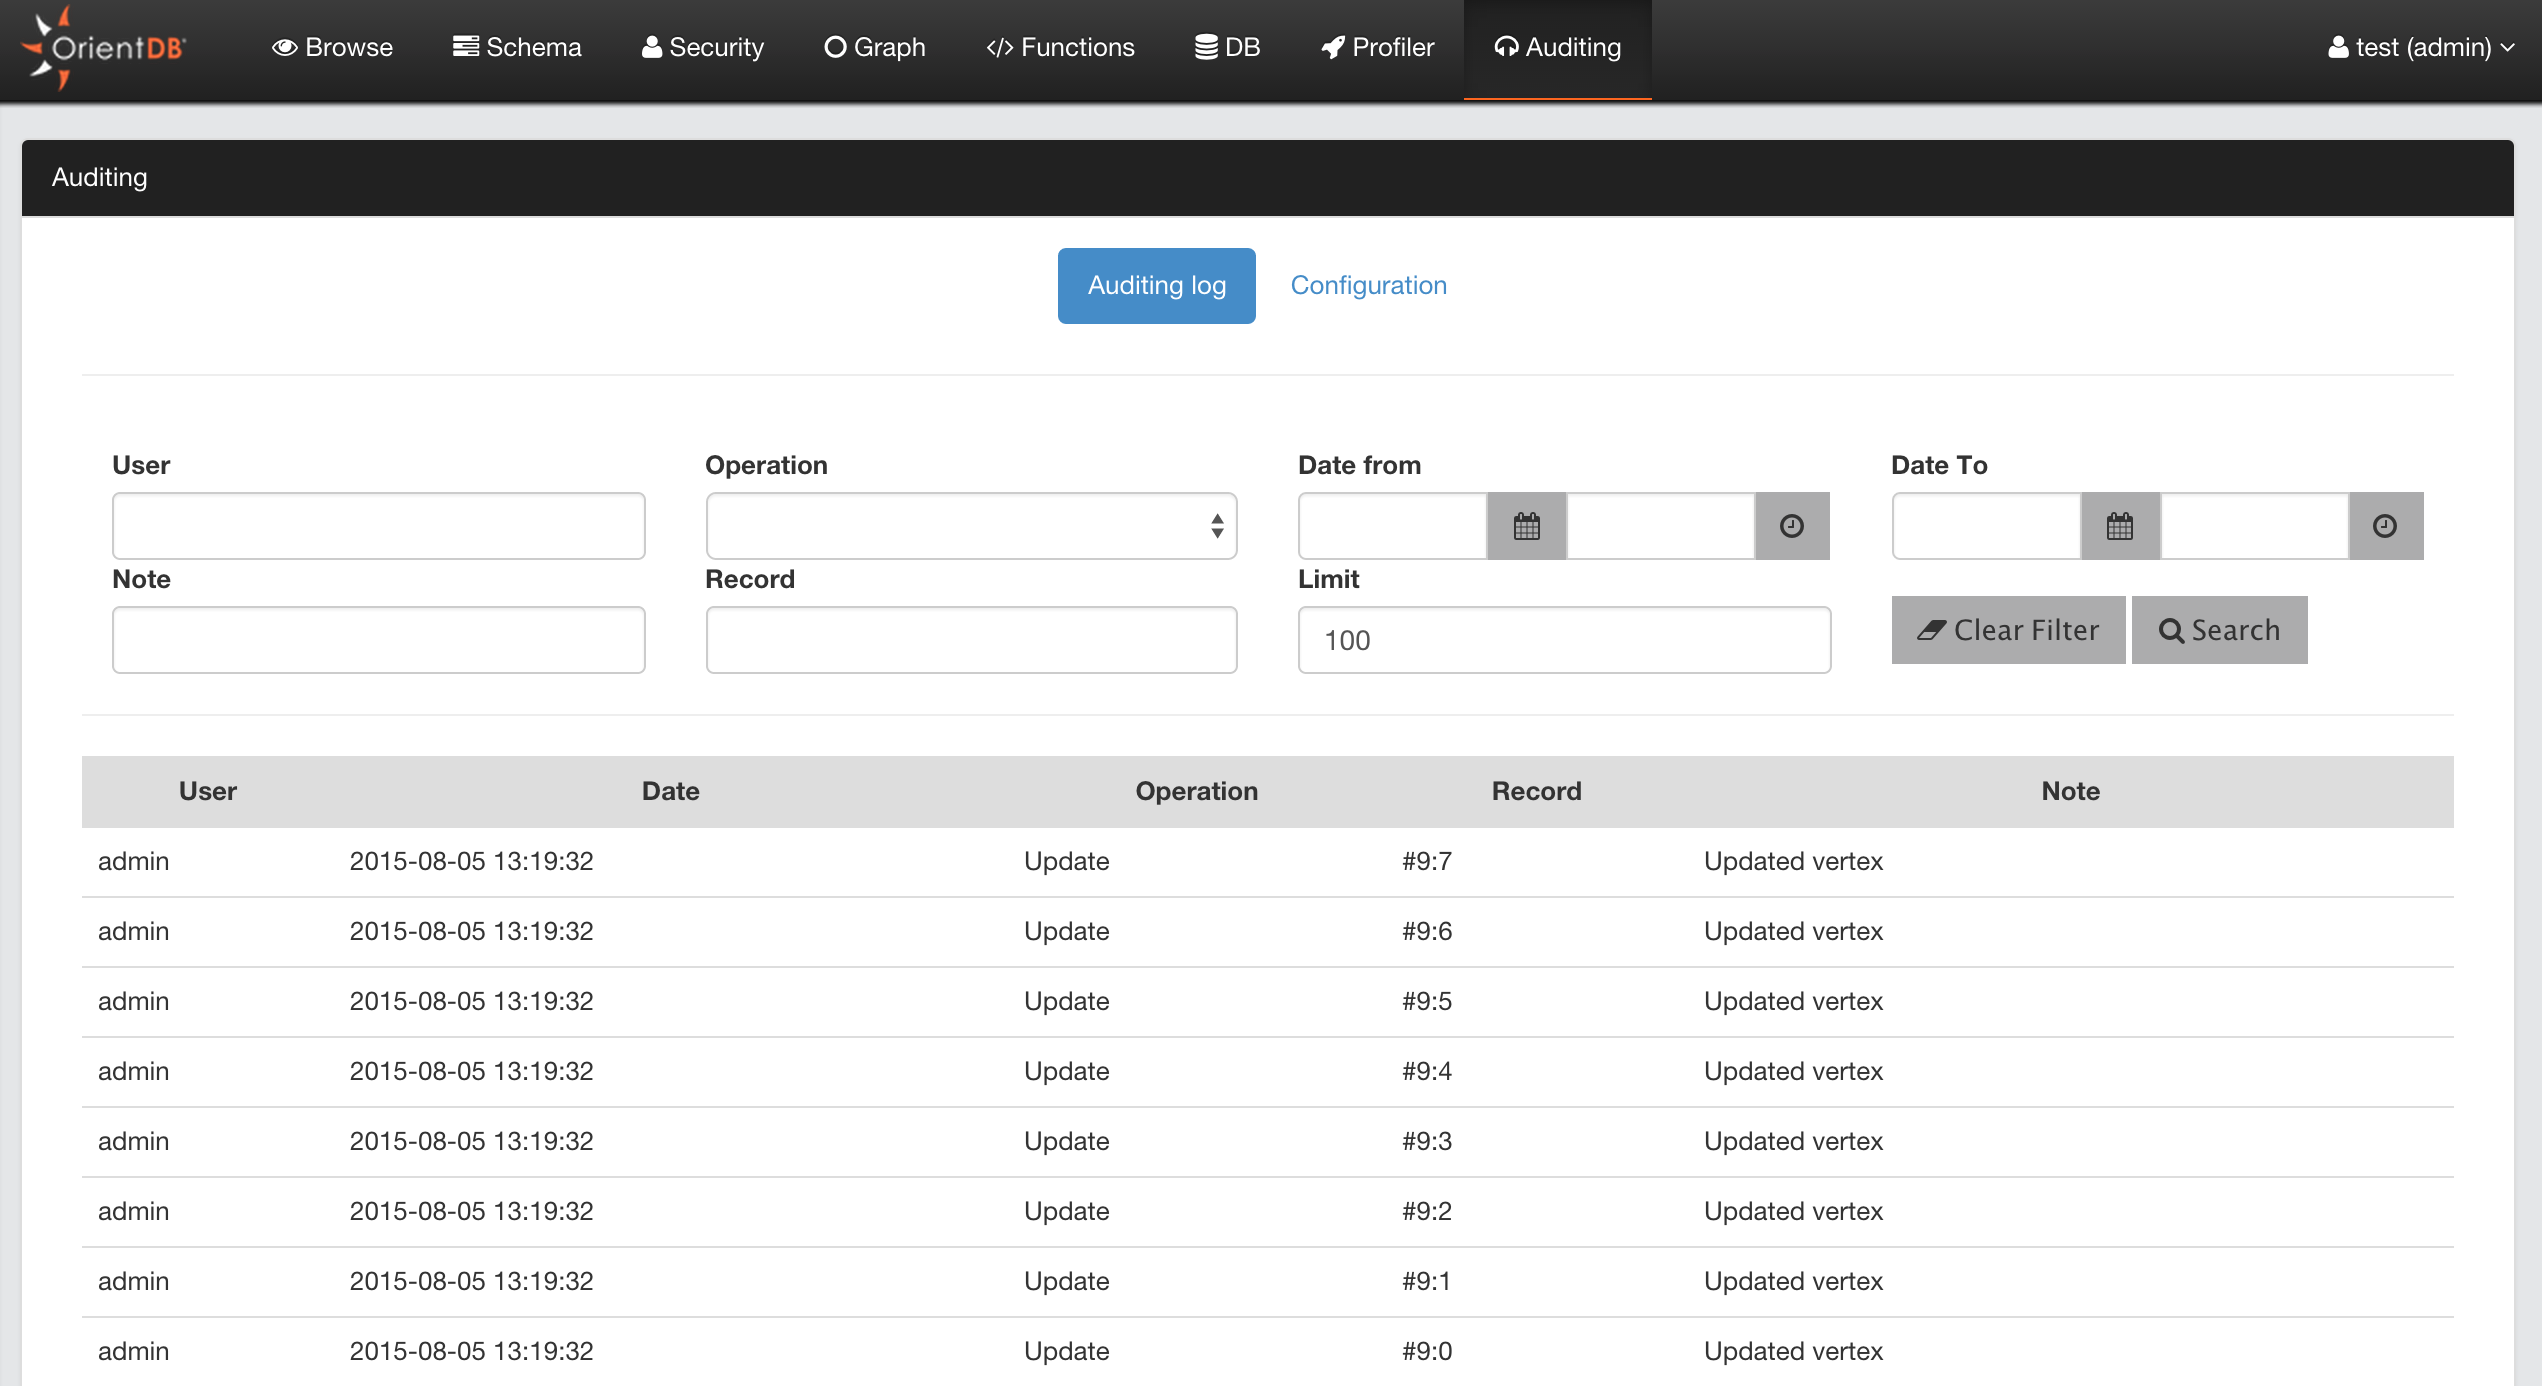 OrientDB Browse Schema Security Graph Functions DB Profiler Auditing test (admin)
Auditing
Auditing log Configuration
User Operation Date from Date To
Note Record Limit
100 Clear Filter Search
User Date Operation Record Note
admin 2015-08-05 13:19:32 Update #9:7 Updated vertex
admin 2015-08-05 13:19:32 Update #9:6 Updated vertex
admin 2015-08-05 13:19:32 Update #9:5 Updated vertex
admin 2015-08-05 13:19:32 Update #9:4 Updated vertex
admin 2015-08-05 13:19:32 Update #9:3 Updated vertex
admin 2015-08-05 13:19:32 Update #9:2 Updated vertex
admin 2015-08-05 13:19:32 Update #9:1 Updated vertex
admin 2015-08-05 13:19:32 Update #9:0 Updated vertex